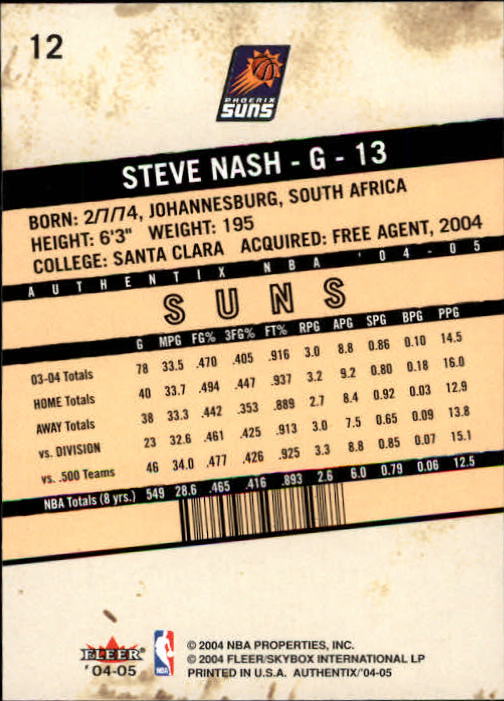 12
PHOENIX
SUNS
STEVE NASH - G - 13
BORN: 2/7/74, JOHANNESBURG, SOUTH AFRICA
HEIGHT: 6'3" WEIGHT: 195
COLLEGE: SANTA CLARA ACQUIRED: FREE AGENT, 2004
AUTHENTIX NBA '04-05
SUNS
G MPG FG% 3FG% FT% RPG APG SPG BPG PPG
03-04 Totals 78 33.5 .470 .405 .916 3.0 8.8 0.86 0.10 14.5
HOME Totals 40 33.7 .494 .447 .937 3.2 9.2 0.80 0.18 16.0
AWAY Totals 38 33.3 .442 .353 .889 2.7 8.4 0.92 0.03 12.9
vs. DIVISION 23 32.6 .461 .425 .913 3.0 7.5 0.65 0.09 13.8
vs. .500 Teams 46 34.0 .477 .426 .925 3.3 8.8 0.85 0.07 15.1
NBA Totals (8 yrs.) 549 28.6 .465 .416 .893 2.6 6.0 0.79 0.06 12.5
FLEER
'04-05
NBA
© 2004 NBA PROPERTIES, INC.
© 2004 FLEER/SKYBOX INTERNATIONAL LP
PRINTED IN U.S.A. AUTHENTIX/'04-05